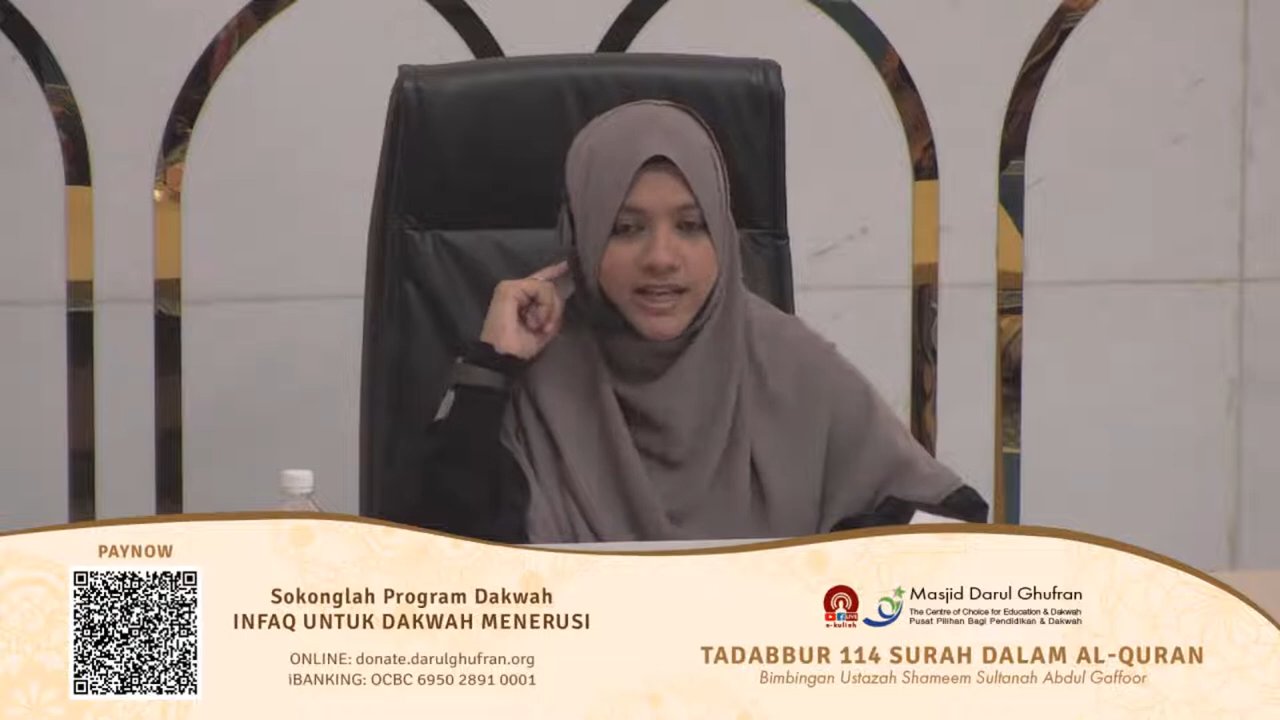 PAYNOW
Sokonglah Program Dakwah
INFAQ UNTUK DAKWAH MENERUSI
ONLINE: donate.darulghufran.org
iBANKING: OCBC 6950 2891 0001
LIVE
e-kuliah
Masjid Darul Ghufran
The Centre of Choice for Education & Dakwah
Pusat Pilihan Bagi Pendidikan & Dakwah
TADABBUR 114 SURAH DALAM AL-QURAN
Bimbingan Ustazah Shameem Sultanah Abdul Gaffoor